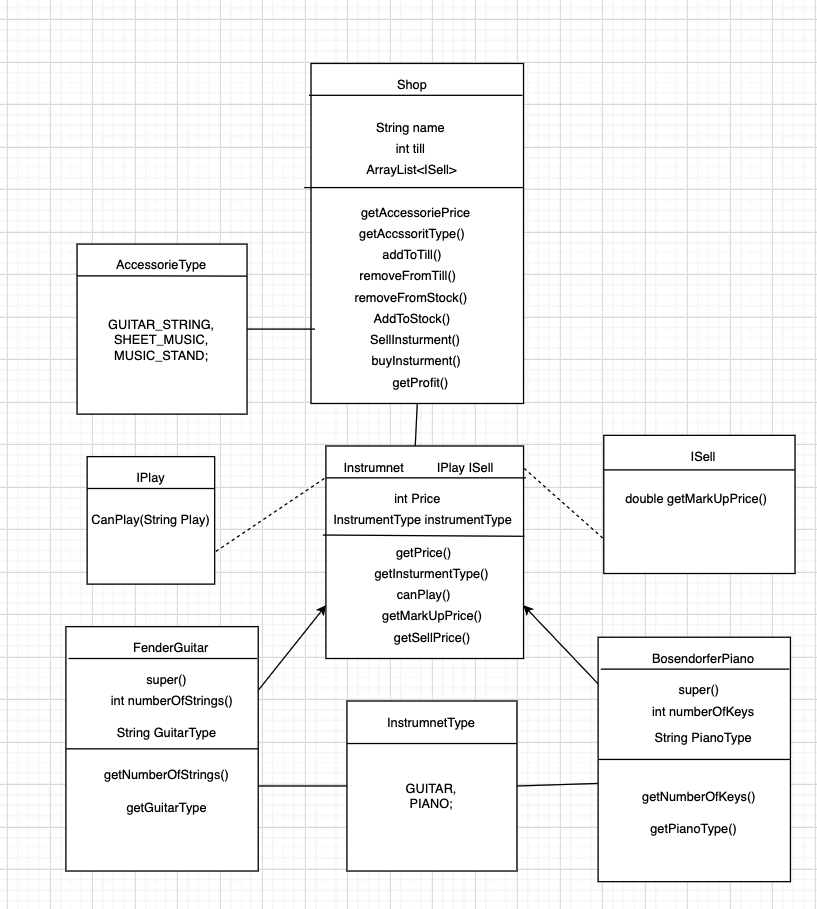 Shop
String name
int till
ArrayList<ISell>
getAccessoriePrice
getAccssoritType()
addToTill()
removeFromTill()
removeFromStock()
AddToStock()
SellInsturment()
buyInsturment()
getProfit()
AccessorieType
GUITAR_STRING,
SHEET_MUSIC,
MUSIC_STAND;
IPlay
CanPlay(String Play)
Instrumnet IPlay ISell
int Price
InstrumentType instrumentType
getPrice()
getInsturmentType()
canPlay()
getMarkUpPrice()
getSellPrice()
ISell
double getMarkUpPrice()
FenderGuitar
super()
int numberOfStrings()
String GuitarType
getNumberOfStrings()
getGuitarType
InstrumnetType
GUITAR,
PIANO;
BosendorferPiano
super()
int numberOfKeys
String PianoType
getNumberOfKeys()
getPianoType()